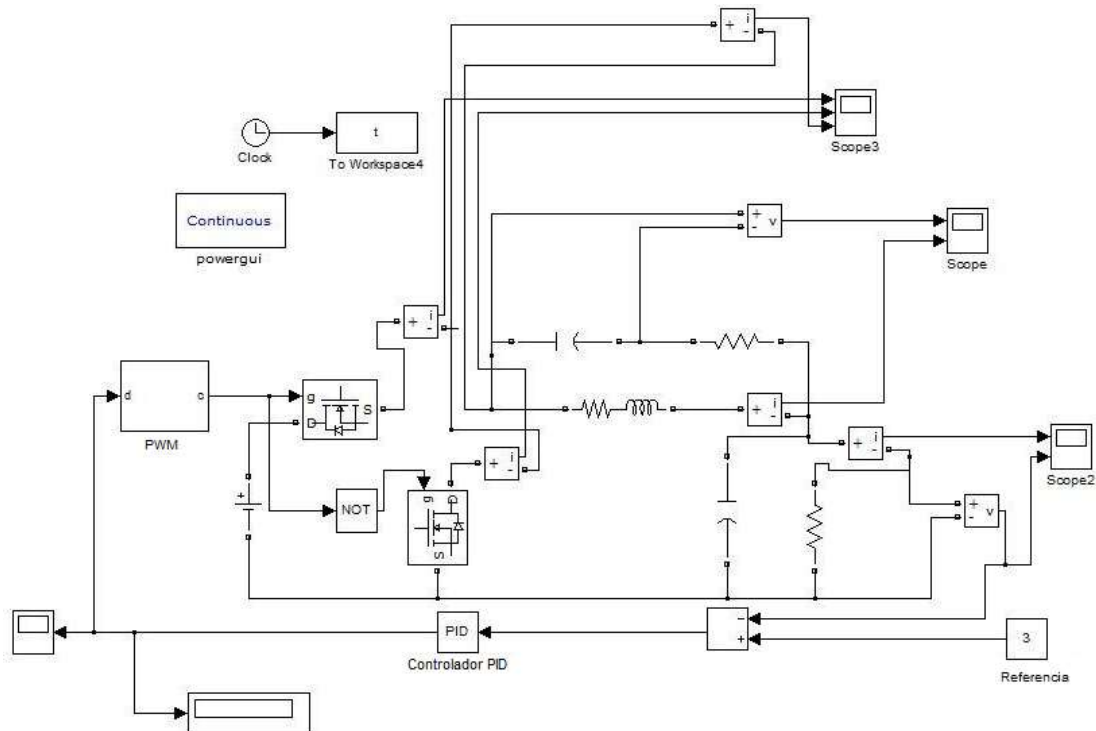 + i -
Scope3
t
Clock
To Workspace4
Continuous
powergui
+ v -
Scope
+ i -
d c
PWM
g D S
+ i -
+ i -
Scope2
+ i -
+
NOT
g D S
+ v -
PID
Controlador PID
- +
3
Referencia